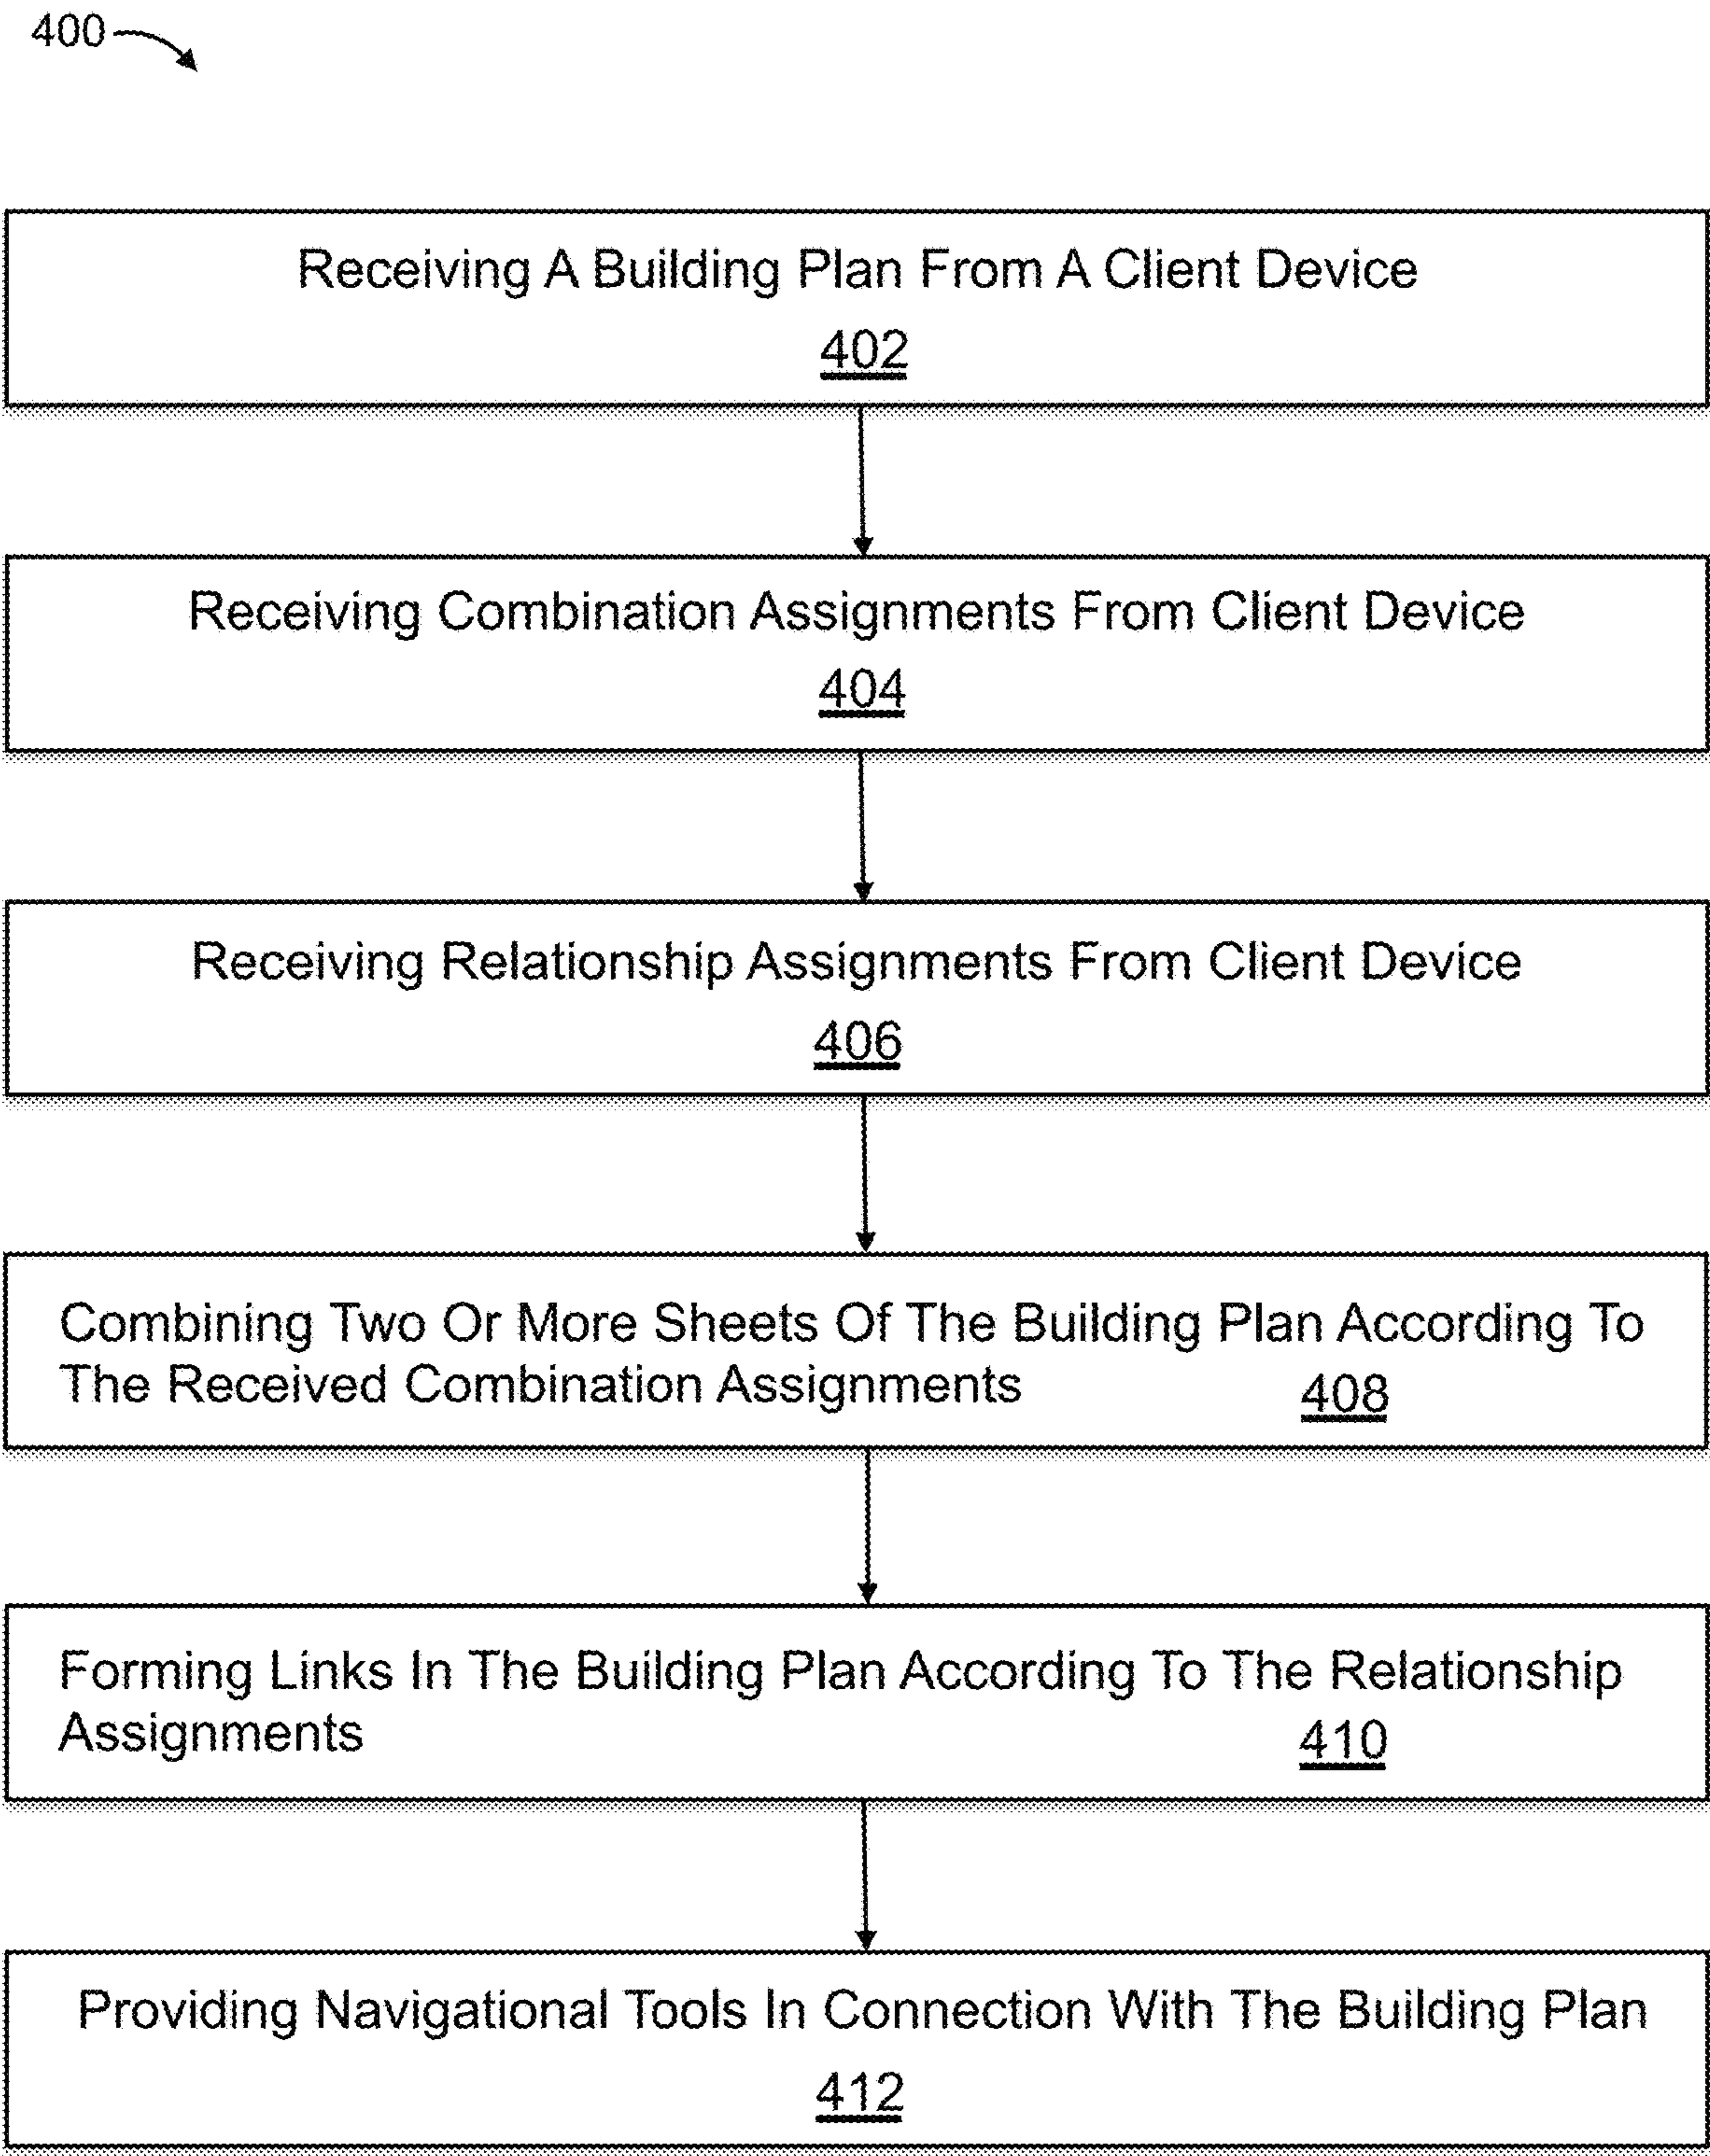 400
Receiving A Building Plan From A Client Device
402
Receiving Combination Assignments From Client Device
404
Receiving Relationship Assignments From Client Device
406
Combining Two Or More Sheets Of The Building Plan According To
The Received Combination Assignments 408
Forming Links In The Building Plan According To The Relationship
Assignments 410
Providing Navigational Tools In Connection With The Building Plan
412